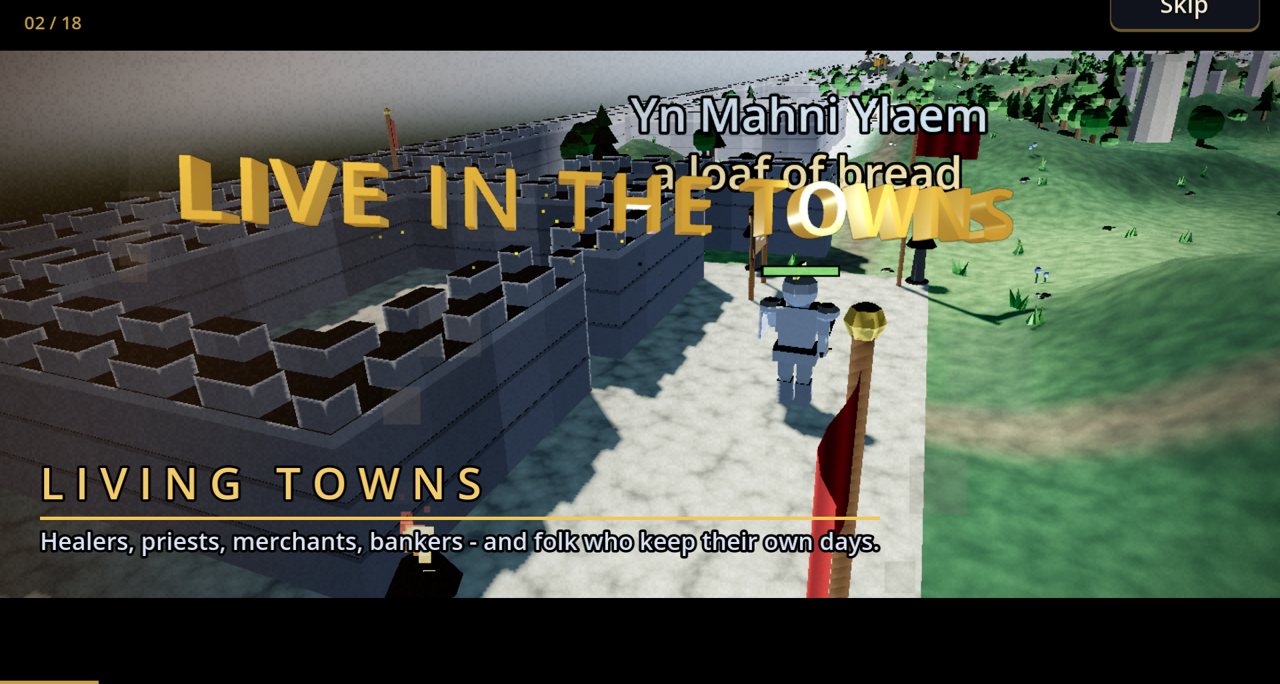 02 / 18
Skip
Yn Mahni Ylaem
a loaf of bread
LIVE IN THE TOWNS
LIVING TOWNS
Healers, priests, merchants, bankers - and folk who keep their own days.